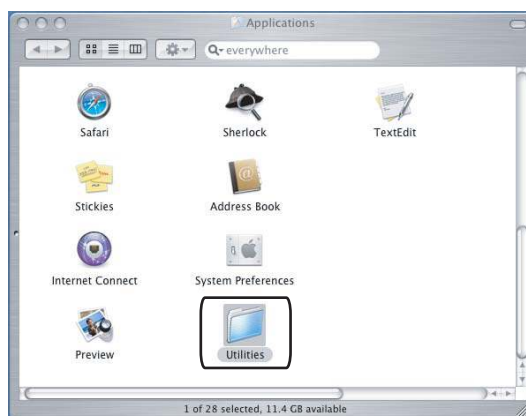 Applications
everywhere
Safari
Sherlock
TextEdit
Stickies
Address Book
Internet Connect
System Preferences
Preview
Utilities
1 of 28 selected, 11.4 GB available